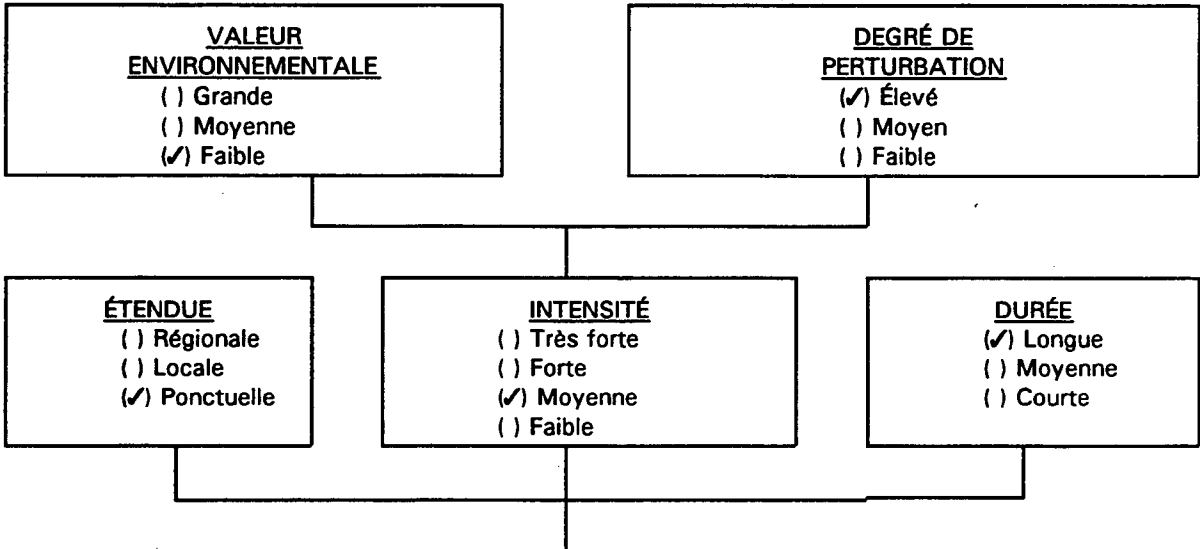 VALEUR
ENVIRONNEMENTALE
( ) Grande
( ) Moyenne
(✓) Faible
DEGRÉ DE
PERTURBATION
(✓) Élevé
( ) Moyen
( ) Faible
ÉTENDUE
( ) Régionale
( ) Locale
(✓) Ponctuelle
INTENSITÉ
( ) Très forte
( ) Forte
(✓) Moyenne
( ) Faible
DURÉE
(✓) Longue
( ) Moyenne
( ) Courte